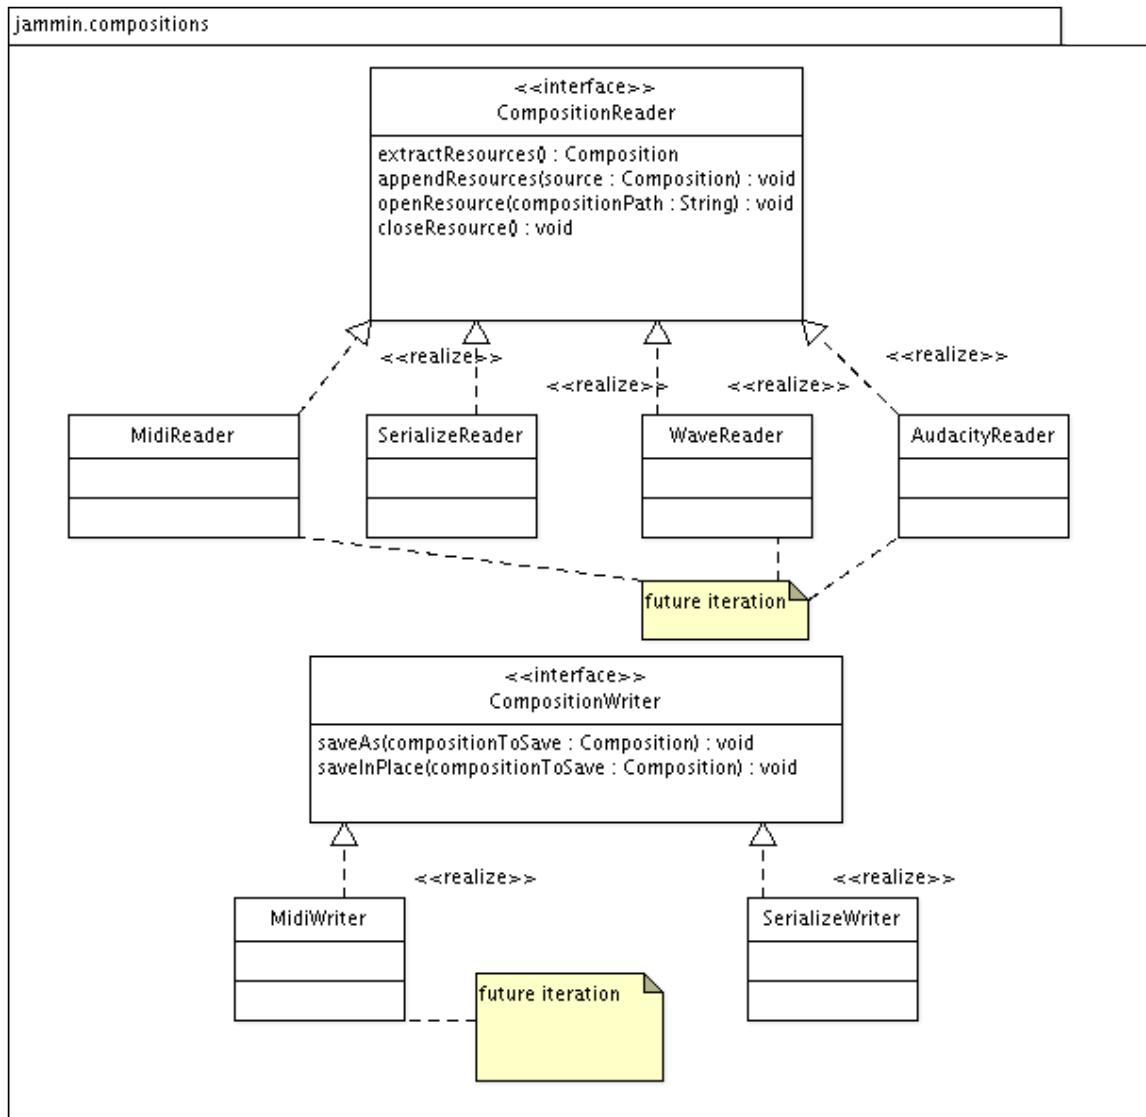 jammin.compositions
<<interface>>
CompositionReader
extractResources() : Composition
appendResources(source : Composition) : void
openResource(compositionPath : String) : void
closeResource() : void
<<realize>>
<<realize>>
<<realize>>
<<realize>>
MidiReader
SerializeReader
WaveReader
AudacityReader
future iteration
<<interface>>
CompositionWriter
saveAs(compositionToSave : Composition) : void
saveInPlace(compositionToSave : Composition) : void
<<realize>>
<<realize>>
MidiWriter
SerializeWriter
future iteration